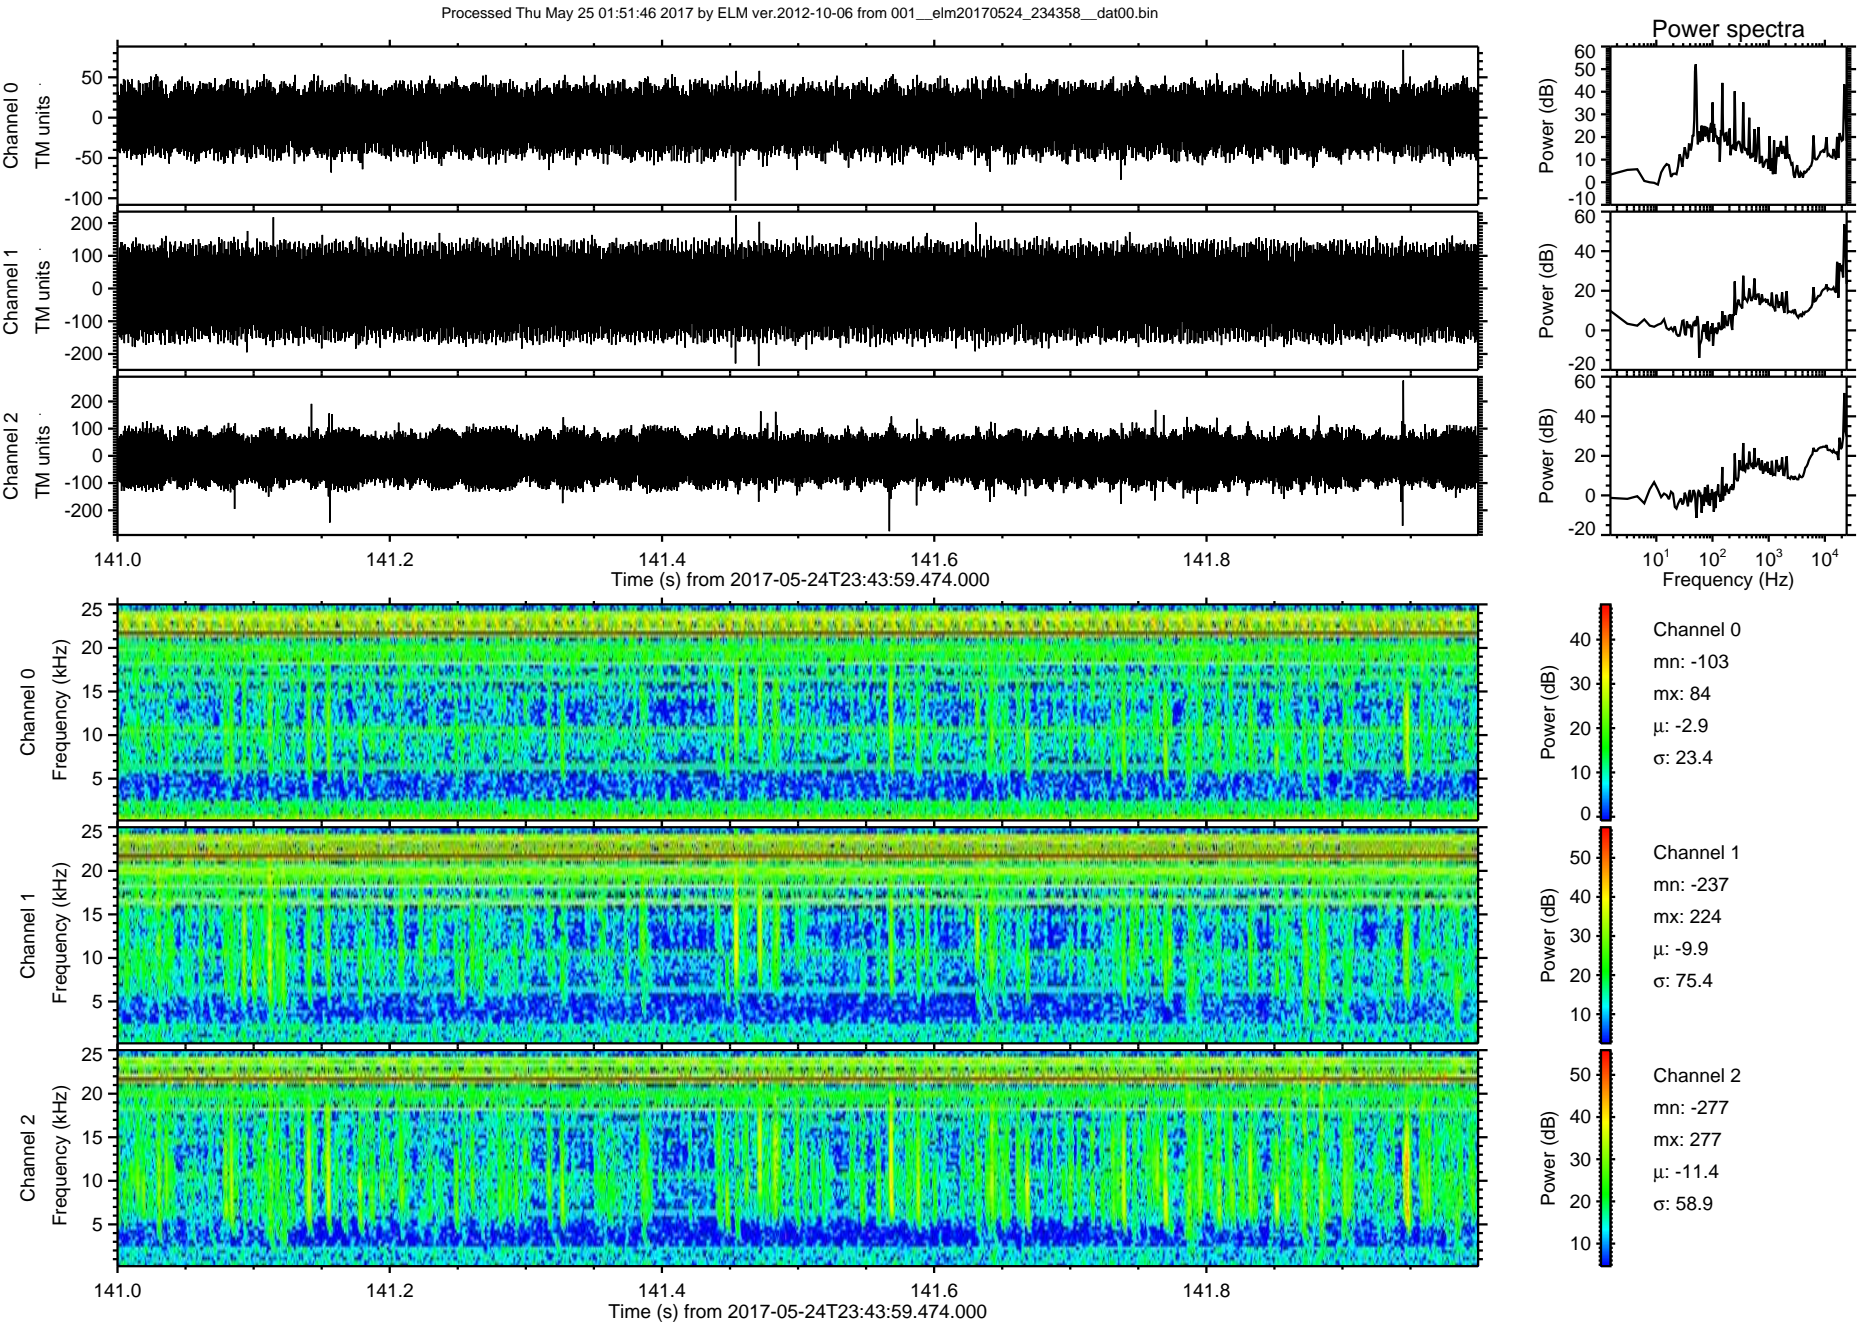 Processed Thu May 25 01:51:46 2017 by ELM ver.2012-10-06 from 001__elm20170524_234358__dat00.bin
Power spectra
Channel 0
TM units
50
0
-50
-100
Power (dB)
60
50
40
30
20
10
0
-10
Channel 1
TM units
200
100
0
-100
-200
Power (dB)
60
40
20
0
-20
Channel 2
TM units
200
100
0
-100
-200
Power (dB)
60
40
20
0
-20
141.0 141.2 141.4 141.6 141.8
Time (s) from 2017-05-24T23:43:59.474.000
10¹ 10² 10³ 10⁴
Frequency (Hz)
Channel 0
Frequency (kHz)
25
20
15
10
5
Power (dB)
40
30
20
10
0
Channel 0
mn: -103
mx: 84
μ: -2.9
σ: 23.4
Channel 1
Frequency (kHz)
25
20
15
10
5
Power (dB)
50
40
30
20
10
Channel 1
mn: -237
mx: 224
μ: -9.9
σ: 75.4
Channel 2
Frequency (kHz)
25
20
15
10
5
Power (dB)
50
40
30
20
10
Channel 2
mn: -277
mx: 277
μ: -11.4
σ: 58.9
141.0 141.2 141.4 141.6 141.8
Time (s) from 2017-05-24T23:43:59.474.000